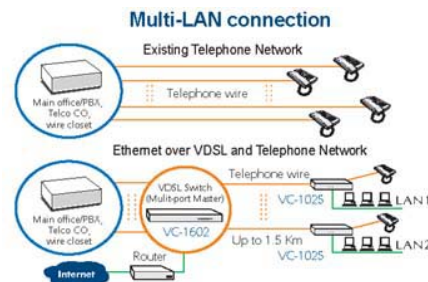 Multi-LAN connection
Existing Telephone Network
Main office/PBX,
Telco CO,
wire closet
Telephone wire
Ethernet over VDSL and Telephone Network
Telephone wire
VDSL Switch
(Mulit-port Master)
VC-1025
LAN1
Main office/PBX,
Telco CO,
wire closet
VC-1602
Up to 1.5 Km
LAN2
VC-1025
Router
Internet